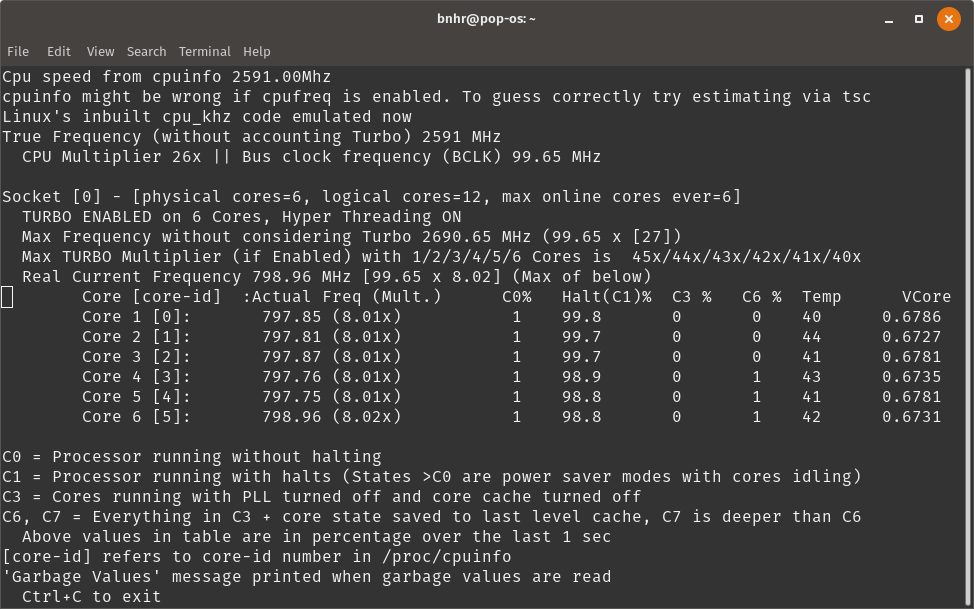 bnhr@pop-os: ~
File Edit View Search Terminal Help
Cpu speed from cpuinfo 2591.00Mhz
cpuinfo might be wrong if cpufreq is enabled. To guess correctly try estimating via tsc
Linux's inbuilt cpu_khz code emulated now
True Frequency (without accounting Turbo) 2591 MHz
  CPU Multiplier 26x || Bus clock frequency (BCLK) 99.65 MHz

Socket [0] - [physical cores=6, logical cores=12, max online cores ever=6]
  TURBO ENABLED on 6 Cores, Hyper Threading ON
  Max Frequency without considering Turbo 2690.65 MHz (99.65 x [27])
  Max TURBO Multiplier (if Enabled) with 1/2/3/4/5/6 Cores is  45x/44x/43x/42x/41x/40x
  Real Current Frequency 798.96 MHz [99.65 x 8.02] (Max of below)
        Core [core-id]  :Actual Freq (Mult.)      C0%   Halt(C1)%  C3 %   C6 %  Temp      VCore
        Core 1 [0]:       797.85 (8.01x)           1    99.8       0       0    40      0.6786
        Core 2 [1]:       797.81 (8.01x)           1    99.7       0       0    44      0.6727
        Core 3 [2]:       797.87 (8.01x)           1    99.7       0       0    41      0.6781
        Core 4 [3]:       797.76 (8.01x)           1    98.9       0       1    43      0.6735
        Core 5 [4]:       797.75 (8.01x)           1    98.8       0       1    41      0.6781
        Core 6 [5]:       798.96 (8.02x)           1    98.8       0       1    42      0.6731

C0 = Processor running without halting
C1 = Processor running with halts (States >C0 are power saver modes with cores idling)
C3 = Cores running with PLL turned off and core cache turned off
C6, C7 = Everything in C3 + core state saved to last level cache, C7 is deeper than C6
  Above values in table are in percentage over the last 1 sec
[core-id] refers to core-id number in /proc/cpuinfo
'Garbage Values' message printed when garbage values are read
  Ctrl+C to exit